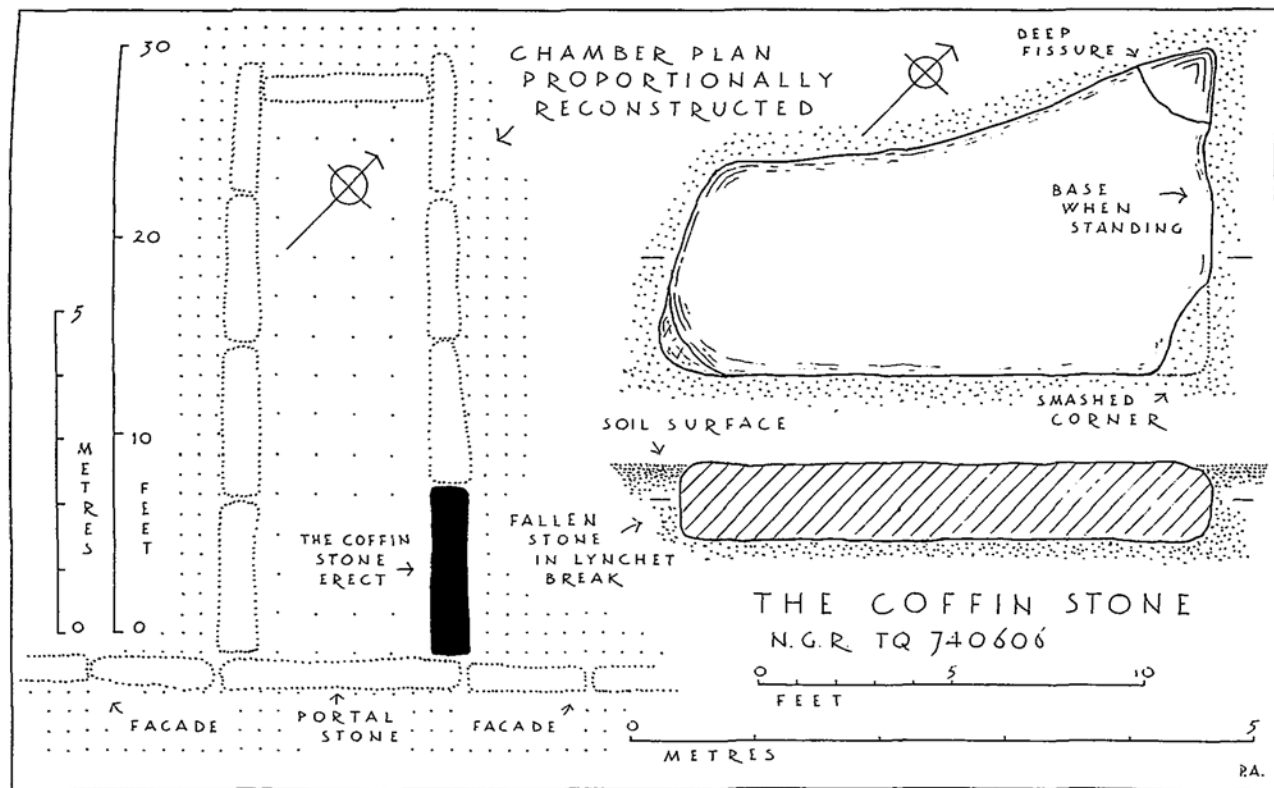 30
20
10
0
FEET
5
0
METRES
CHAMBER PLAN
PROPORTIONALLY
RECONSTRUCTED
THE COFFIN
STONE
ERECT
FACADE
PORTAL
STONE
FACADE
DEEP
FISSURE
BASE
WHEN
STANDING
SMASHED
CORNER
SOIL SURFACE
FALLEN
STONE
IN LYNCHET
BREAK
THE COFFIN STONE
N.G.R. TQ 740606
0 5 10
FEET
0 5
METRES
P.A.